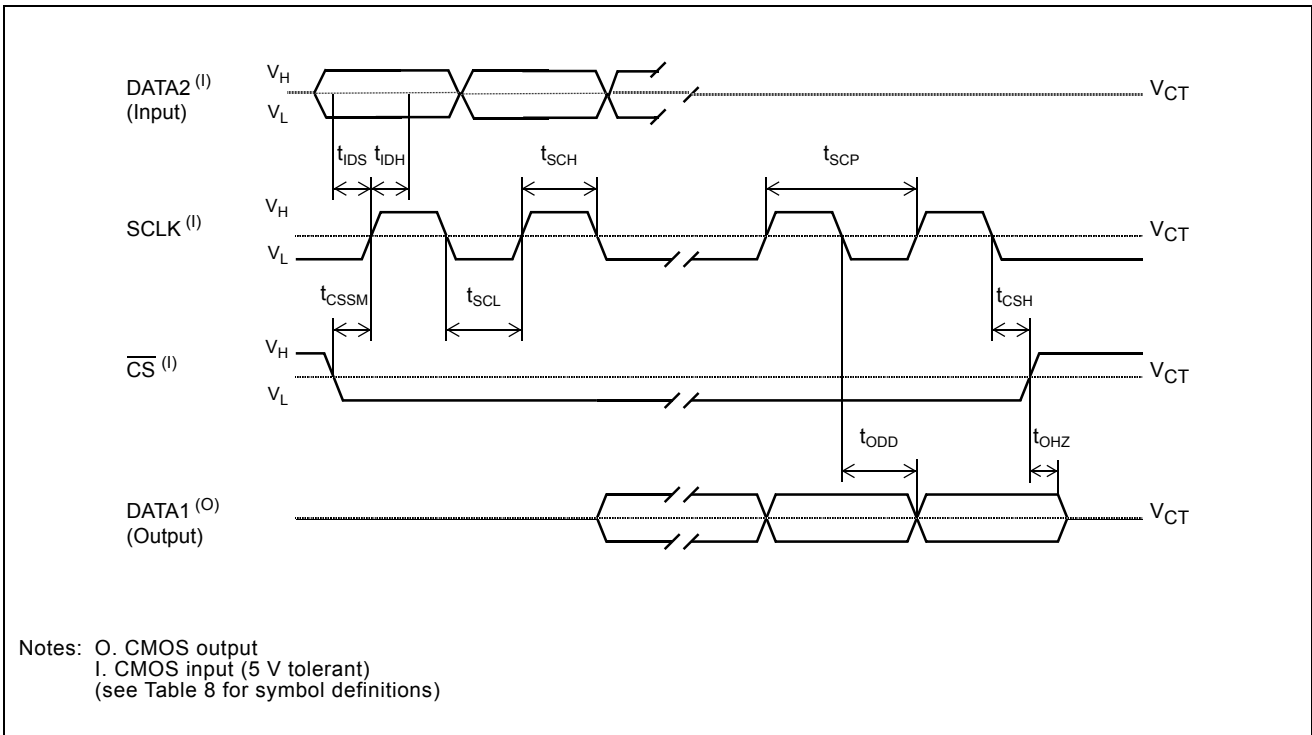 DATA2 (I)
(Input)
VH
VL
VCT
tIDS
tIDH
tSCH
tSCP
SCLK (I)
VH
VL
VCT
tCSSM
tSCL
tCSH
CS (I)
VH
VL
VCT
tODD
tOHZ
DATA1 (O)
(Output)
VCT
Notes: O. CMOS output
I. CMOS input (5 V tolerant)
(see Table 8 for symbol definitions)